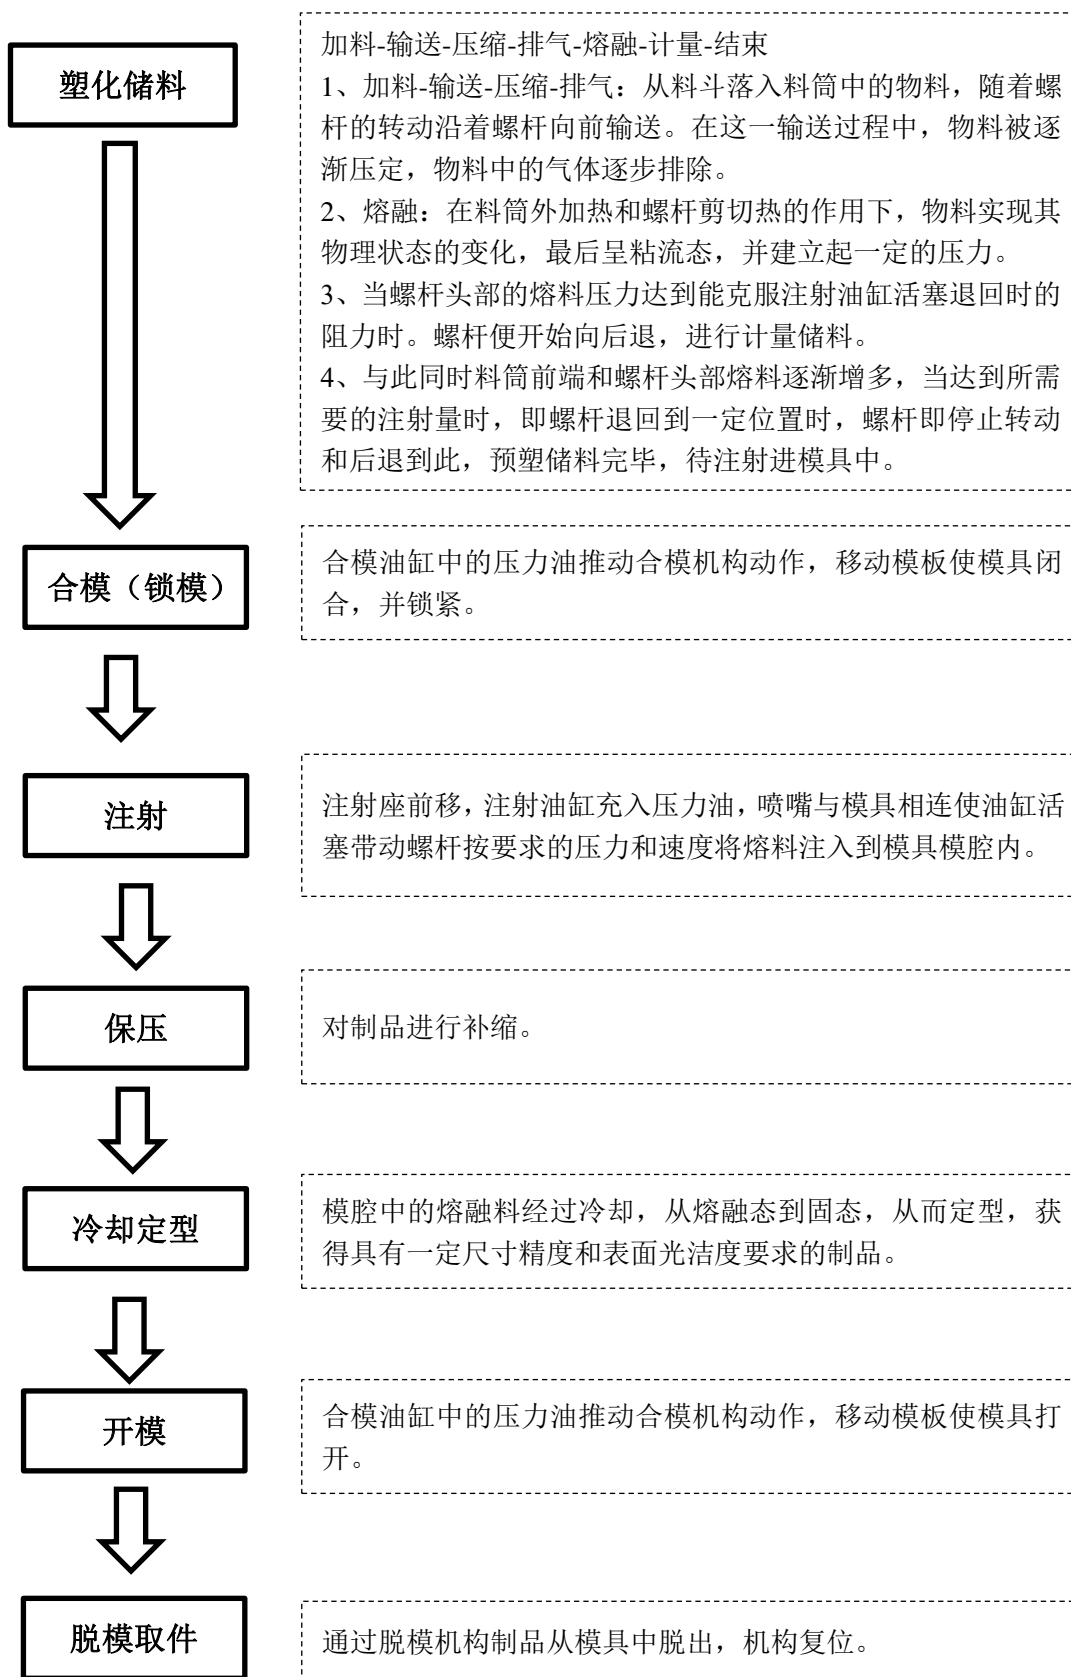 塑化储料
加料-输送-压缩-排气-熔融-计量-结束
1、加料-输送-压缩-排气：从料斗落入料筒中的物料，随着螺
杆的转动沿着螺杆向前输送。在这一输送过程中，物料被逐
渐压定，物料中的气体逐步排除。
2、熔融：在料筒外加热和螺杆剪切热的作用下，物料实现其
物理状态的变化，最后呈粘流态，并建立起一定的压力。
3、当螺杆头部的熔料压力达到能克服注射油缸活塞退回时的
阻力时。螺杆便开始向后退，进行计量储料。
4、与此同时料筒前端和螺杆头部熔料逐渐增多，当达到所需
要的注射量时，即螺杆退回到一定位置时，螺杆即停止转动
和后退到此，预塑储料完毕，待注射进模具中。
合模（锁模）
合模油缸中的压力油推动合模机构动作，移动模板使模具闭
合，并锁紧。
注射
注射座前移，注射油缸充入压力油，喷嘴与模具相连使油缸活
塞带动螺杆按要求的压力和速度将熔料注入到模具模腔内。
保压
对制品进行补缩。
冷却定型
模腔中的熔融料经过冷却，从熔融态到固态，从而定型，获
得具有一定尺寸精度和表面光洁度要求的制品。
开模
合模油缸中的压力油推动合模机构动作，移动模板使模具打
开。
脱模取件
通过脱模机构制品从模具中脱出，机构复位。